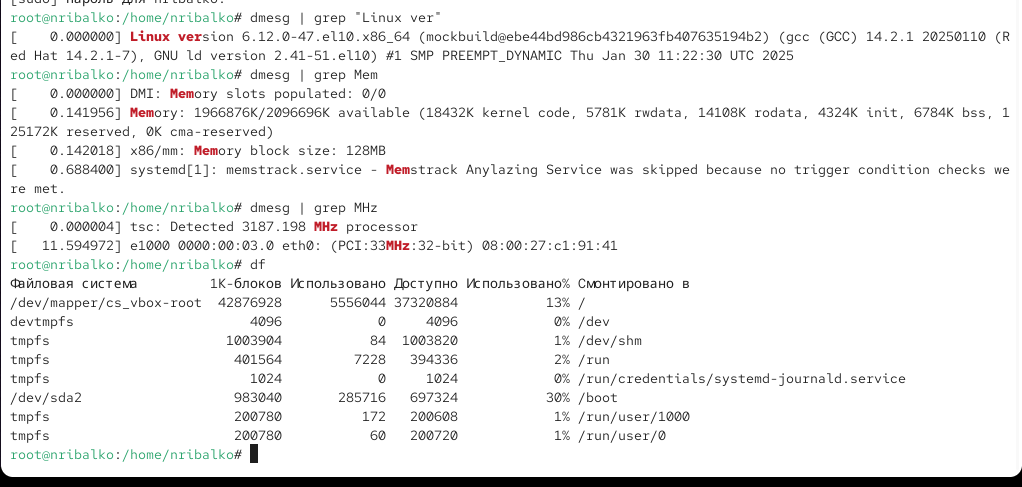 [sudo] пароль для nribalko:
root@nribalko:/home/nribalko# dmesg | grep "Linux ver"
[    0.000000] Linux version 6.12.0-47.el10.x86_64 (mockbuild@ebe44bd986cb4321963fb407635194b2) (gcc (GCC) 14.2.1 20250110 (R
ed Hat 14.2.1-7), GNU ld version 2.41-51.el10) #1 SMP PREEMPT_DYNAMIC Thu Jan 30 11:22:30 UTC 2025
root@nribalko:/home/nribalko# dmesg | grep Mem
[    0.000000] DMI: Memory slots populated: 0/0
[    0.141956] Memory: 1966876K/2096696K available (18432K kernel code, 5781K rwdata, 14108K rodata, 4324K init, 6784K bss, 1
25172K reserved, 0K cma-reserved)
[    0.142018] x86/mm: Memory block size: 128MB
[    0.688400] systemd[1]: memstrack.service - Memstrack Anylazing Service was skipped because no trigger condition checks we
re met.
root@nribalko:/home/nribalko# dmesg | grep MHz
[    0.000004] tsc: Detected 3187.198 MHz processor
[   11.594972] e1000 0000:00:03.0 eth0: (PCI:33MHz:32-bit) 08:00:27:c1:91:41
root@nribalko:/home/nribalko# df
Файловая система         1K-блоков Использовано Доступно Использовано% Смонтировано в
/dev/mapper/cs_vbox-root  42876928      5556044 37320884           13% /
devtmpfs                      4096            0     4096            0% /dev
tmpfs                      1003904           84  1003820            1% /dev/shm
tmpfs                       401564         7228   394336            2% /run
tmpfs                         1024            0     1024            0% /run/credentials/systemd-journald.service
/dev/sda2                   983040       285716   697324           30% /boot
tmpfs                       200780          172   200608            1% /run/user/1000
tmpfs                       200780           60   200720            1% /run/user/0
root@nribalko:/home/nribalko#